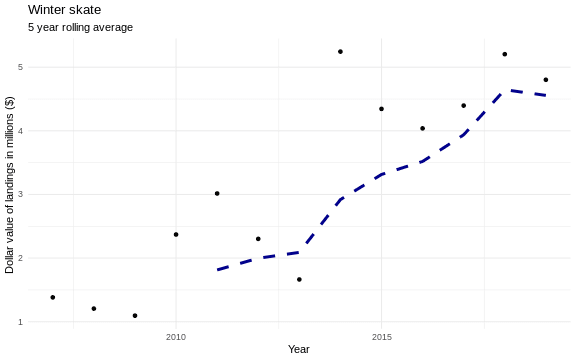 Winter skate
5 year rolling average
Dollar value of landings in millions ($)
5
4
3
2
1
2010
2015
Year